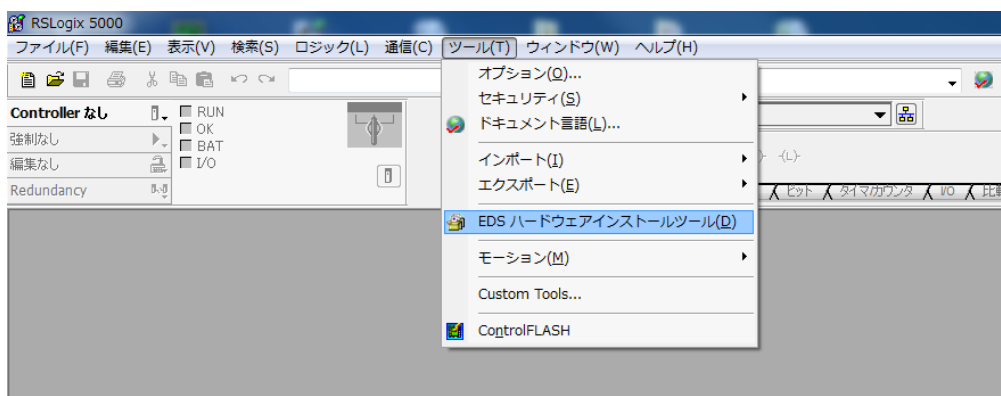 RSLogix 5000
ファイル(F) 編集(E) 表示(V) 検索(S) ロジック(L) 通信(C) ツール(T) ウィンドウ(W) ヘルプ(H)
オプション(O)...
セキュリティ(S)
ドキュメント言語(L)...
インポート(I)
エクスポート(E)
EDS ハードウェアインストールツール(D)
モーション(M)
Custom Tools...
ControlFLASH
Controller なし
強制なし
編集なし
Redundancy
RUN
OK
BAT
I/O
-(L)-
ビット タイマ/カウンタ I/O